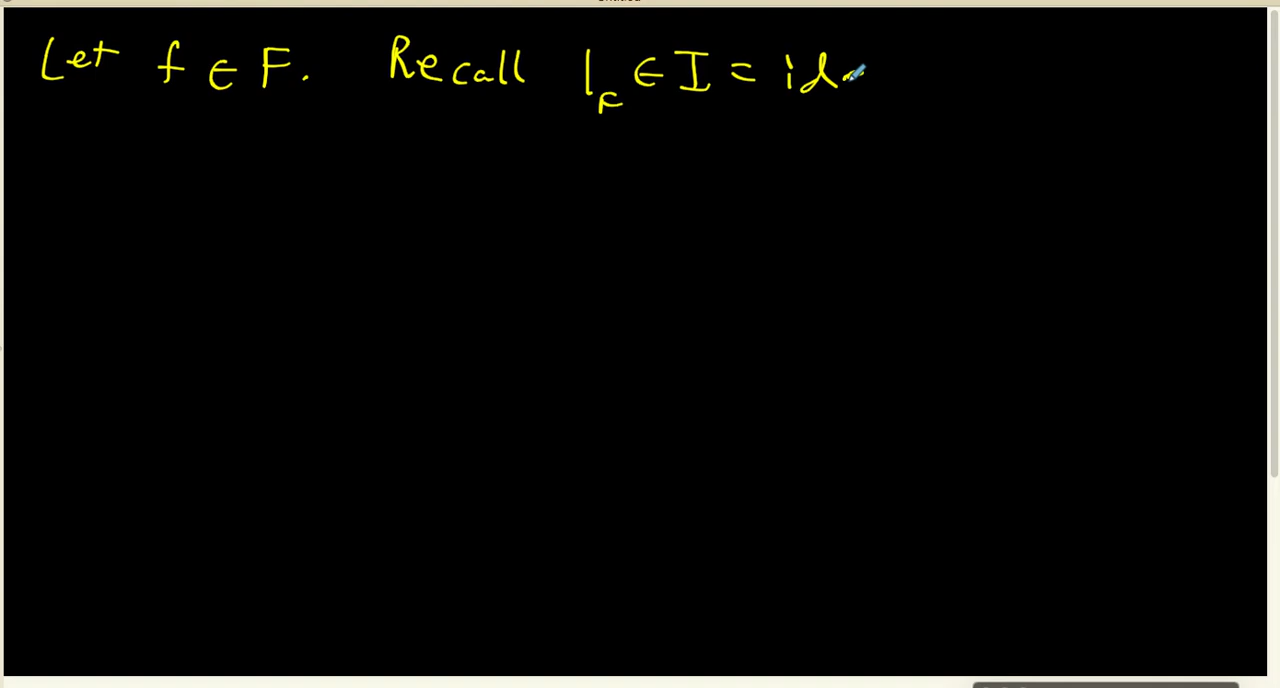 Let f ∈ F. Recall 1_F ∈ I = id